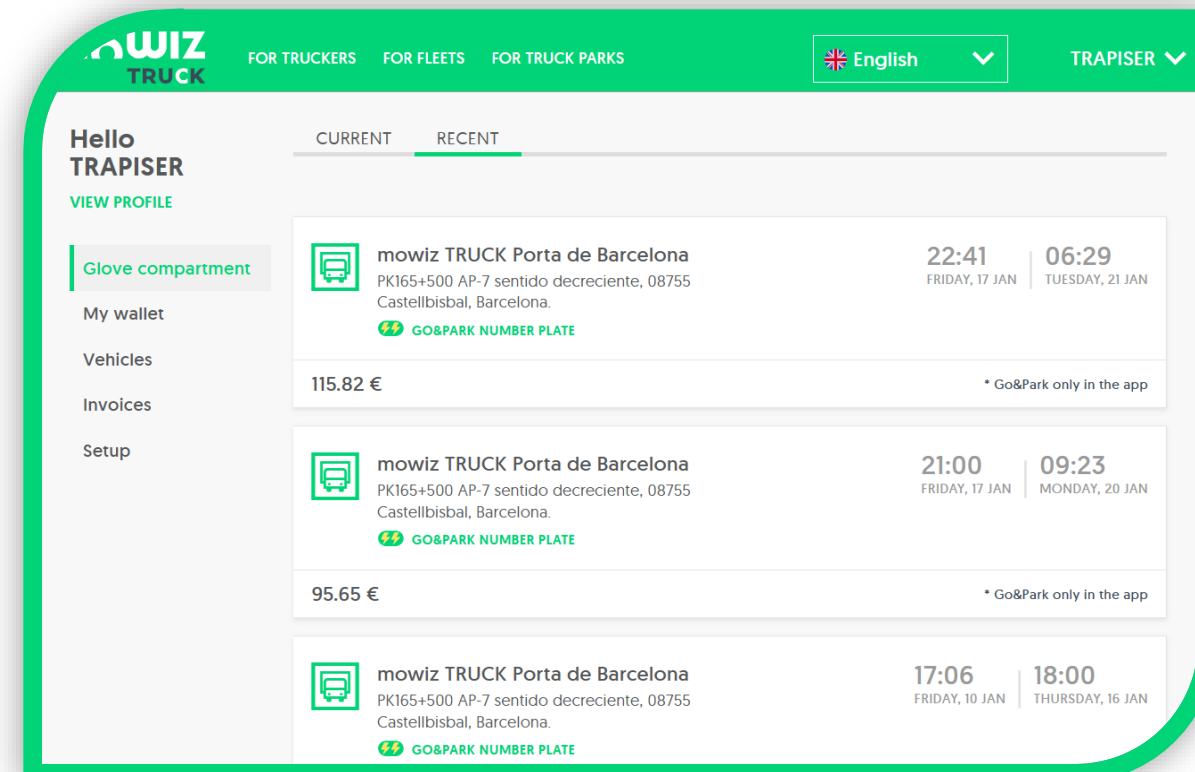 WIZ
TRUCK
FOR TRUCKERS
FOR FLEETS
FOR TRUCK PARKS
English
TRAPISER
Hello
TRAPISER
VIEW PROFILE
Glove compartment
My wallet
Vehicles
Invoices
Setup
CURRENT
RECENT
mowiz TRUCK Porta de Barcelona
PK165+500 AP-7 sentido decreciente, 08755
Castellbisbal, Barcelona.
GO&PARK NUMBER PLATE
22:41
FRIDAY, 17 JAN
06:29
TUESDAY, 21 JAN
115.82 €
* Go&Park only in the app
mowiz TRUCK Porta de Barcelona
PK165+500 AP-7 sentido decreciente, 08755
Castellbisbal, Barcelona.
GO&PARK NUMBER PLATE
21:00
FRIDAY, 17 JAN
09:23
MONDAY, 20 JAN
95.65 €
* Go&Park only in the app
mowiz TRUCK Porta de Barcelona
PK165+500 AP-7 sentido decreciente, 08755
Castellbisbal, Barcelona.
GO&PARK NUMBER PLATE
17:06
FRIDAY, 10 JAN
18:00
THURSDAY, 16 JAN